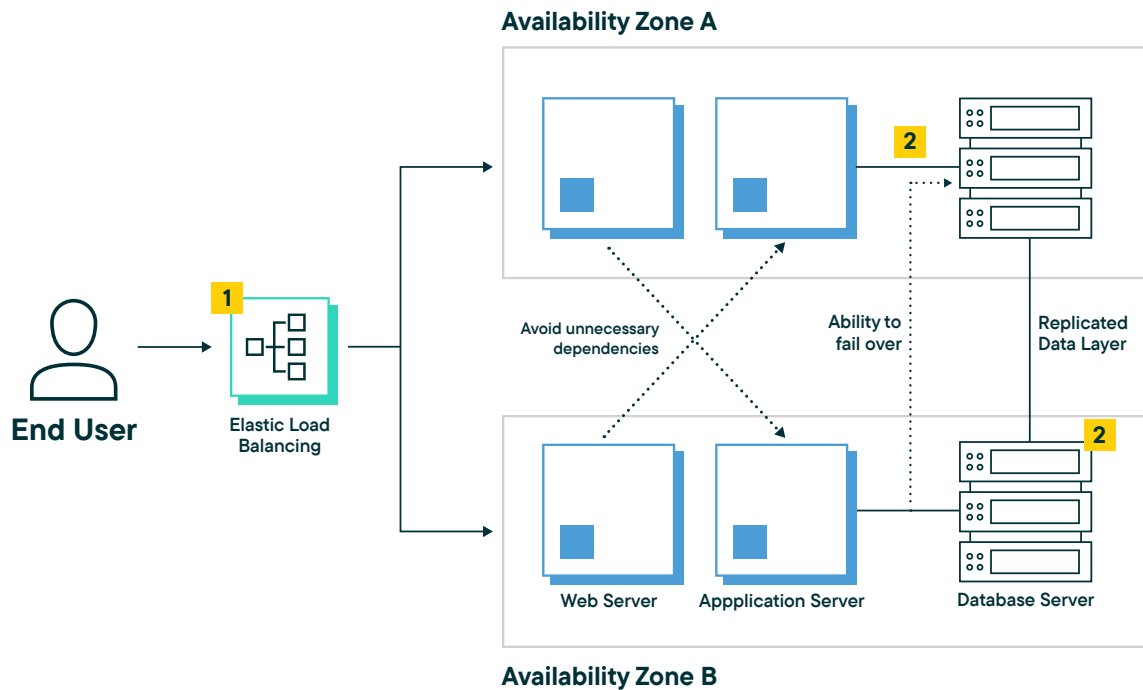 Availability Zone A
2
1
Avoid unnecessary
dependencies
Ability to
fail over
Replicated
Data Layer
End User
Elastic Load
Balancing
2
Web Server
Appplication Server
Database Server
Availability Zone B